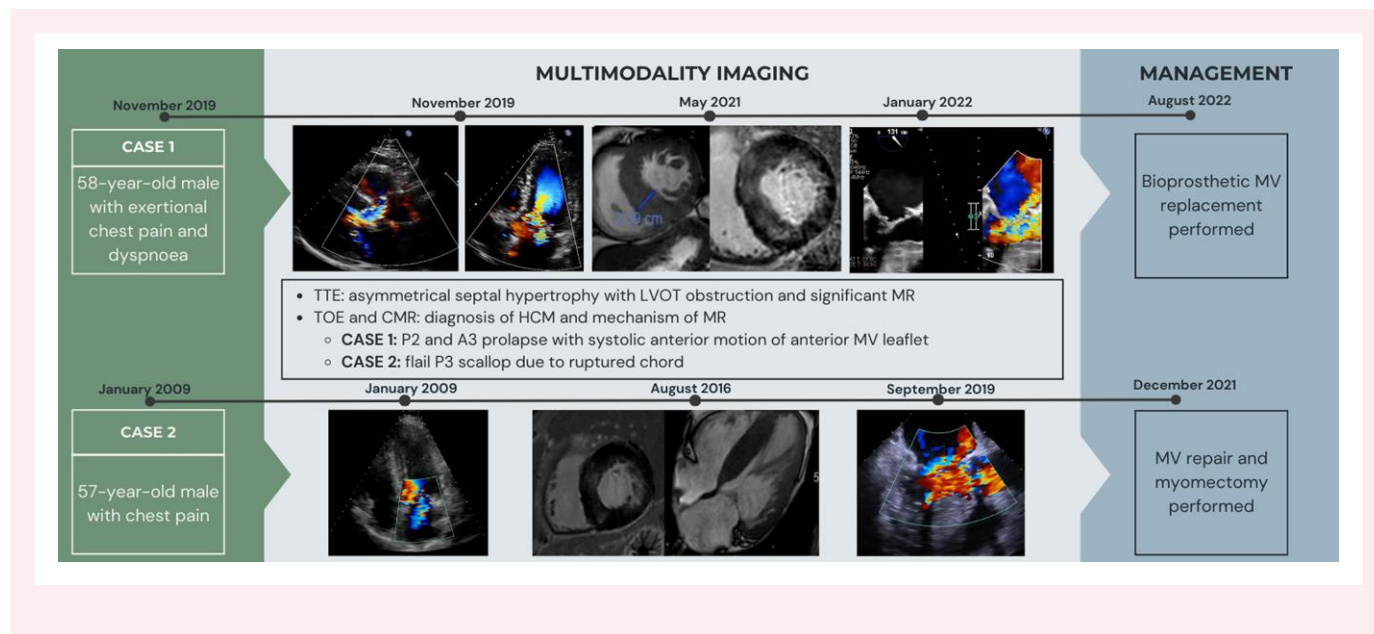 MULTIMODALITY IMAGING
MANAGEMENT
November 2019
November 2019
May 2021
January 2022
August 2022
CASE 1
58-year-old male
with exertional
chest pain and
dyspnoea
131
cm
Bioprosthetic MV
replacement
performed
• TTE: asymmetrical septal hypertrophy with LVOT obstruction and significant MR
• TOE and CMR: diagnosis of HCM and mechanism of MR
◦ CASE 1: P2 and A3 prolapse with systolic anterior motion of anterior MV leaflet
◦ CASE 2: flail P3 scallop due to ruptured chord
January 2009
January 2009
August 2016
September 2019
December 2021
CASE 2
57-year-old male
with chest pain
5
MV repair and
myomectomy
performed